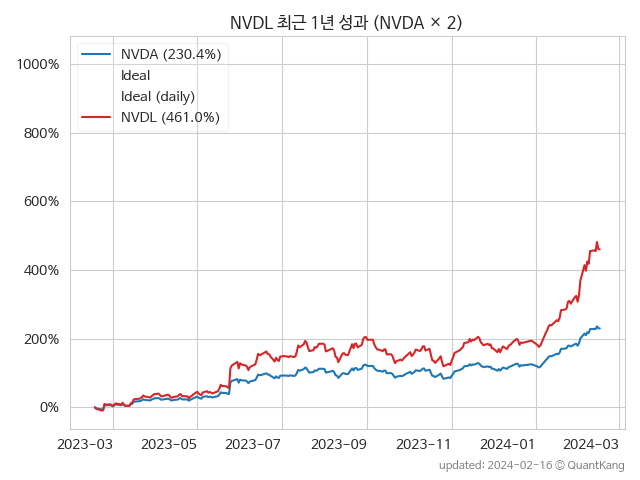 NVDL 최근 1년 성과 (NVDA × 2)
NVDA (230.4%)
Ideal
Ideal (daily)
NVDL (461.0%)
1000%
800%
600%
400%
200%
0%
2023-03 2023-05 2023-07 2023-09 2023-11 2024-01 2024-03
updated: 2024-02-16 © QuantKang